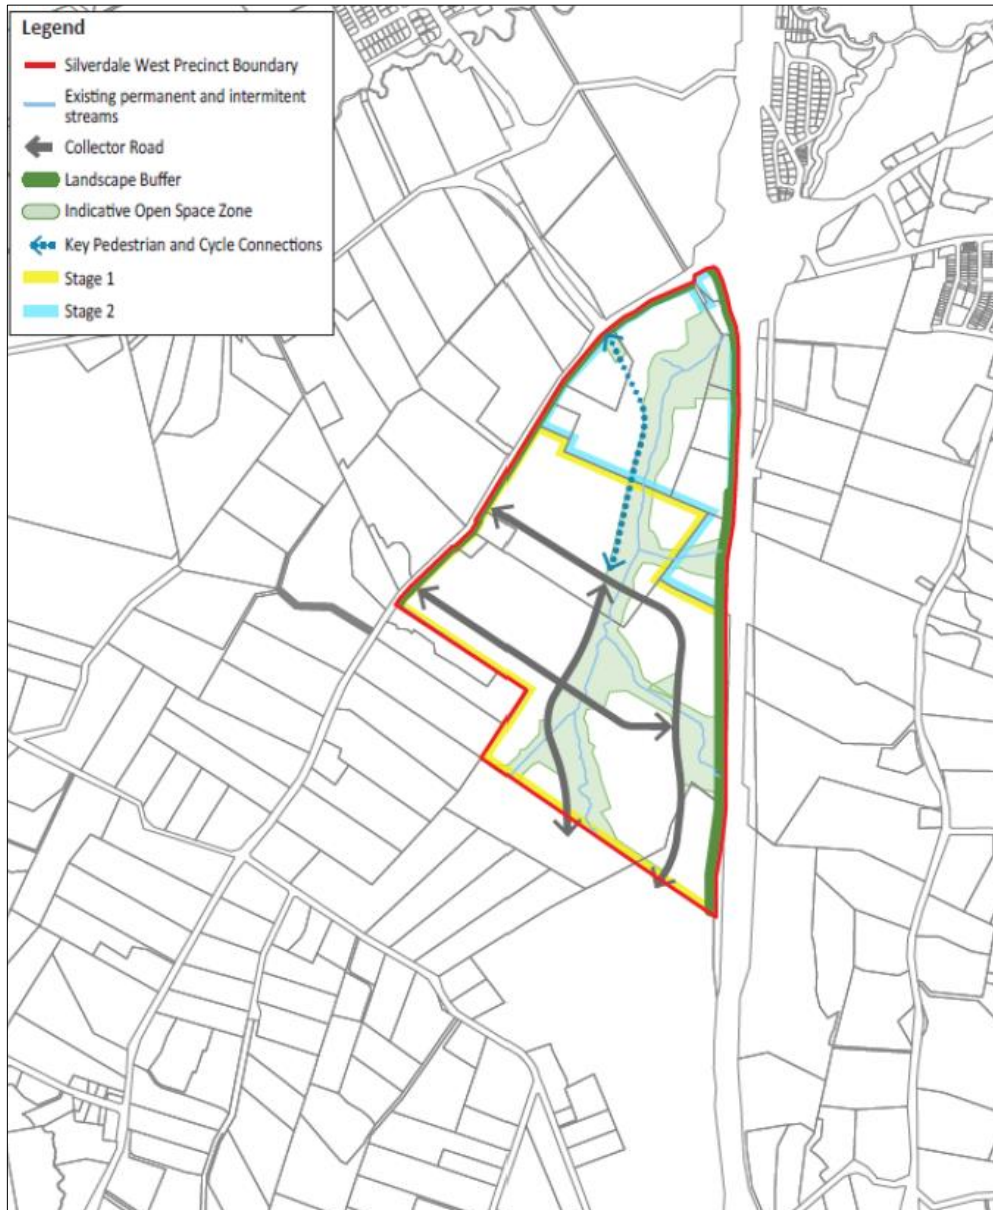 Legend
Silverdale West Precinct Boundary
Existing permanent and intermitent
streams
Collector Road
Landscape Buffer
Indicative Open Space Zone
Key Pedestrian and Cycle Connections
Stage 1
Stage 2